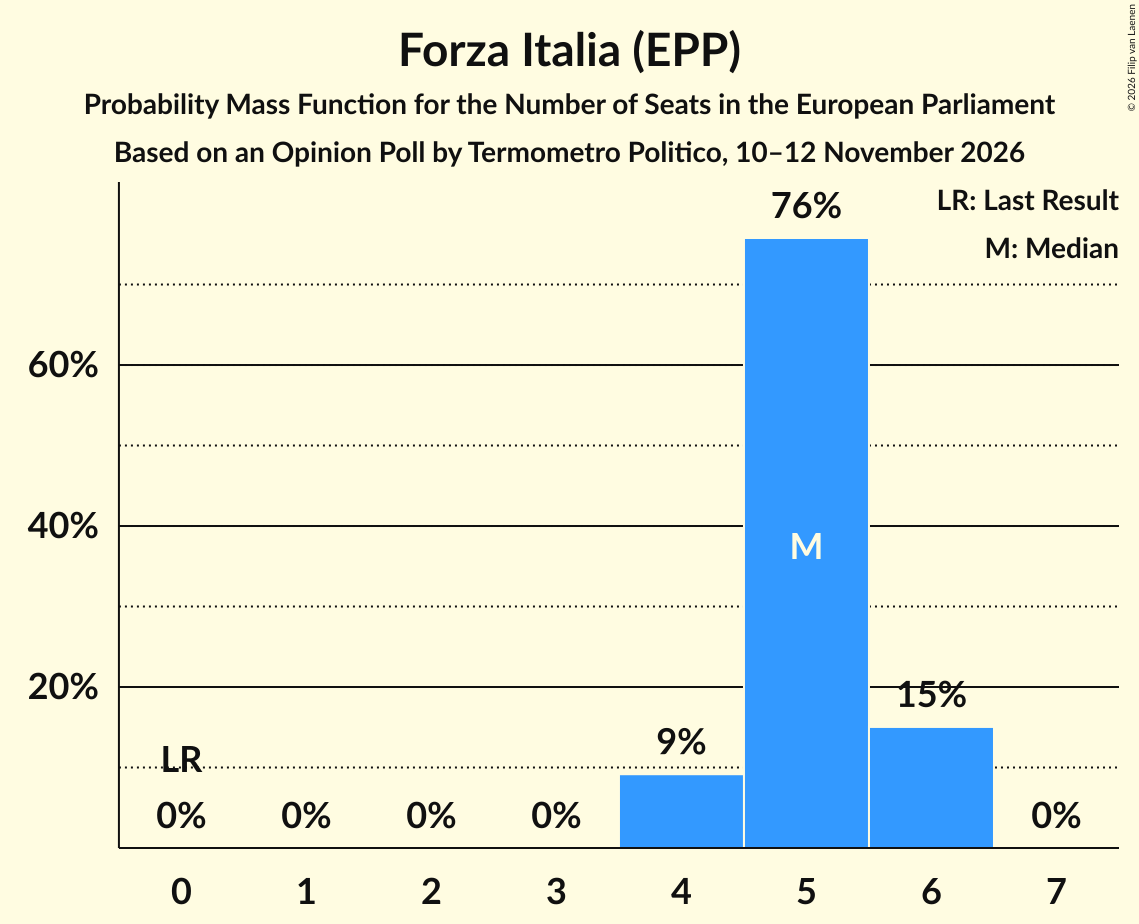 Forza Italia (EPP)
Probability Mass Function for the Number of Seats in the European Parliament
Based on an Opinion Poll by Termometro Politico, 10–12 November 2026
© 2026 Filip van Laenen
LR: Last Result
M: Median
76%
60%
40%
M
20%
15%
9%
LR
0%
0%
0%
0%
0%
0
1
2
3
4
5
6
7